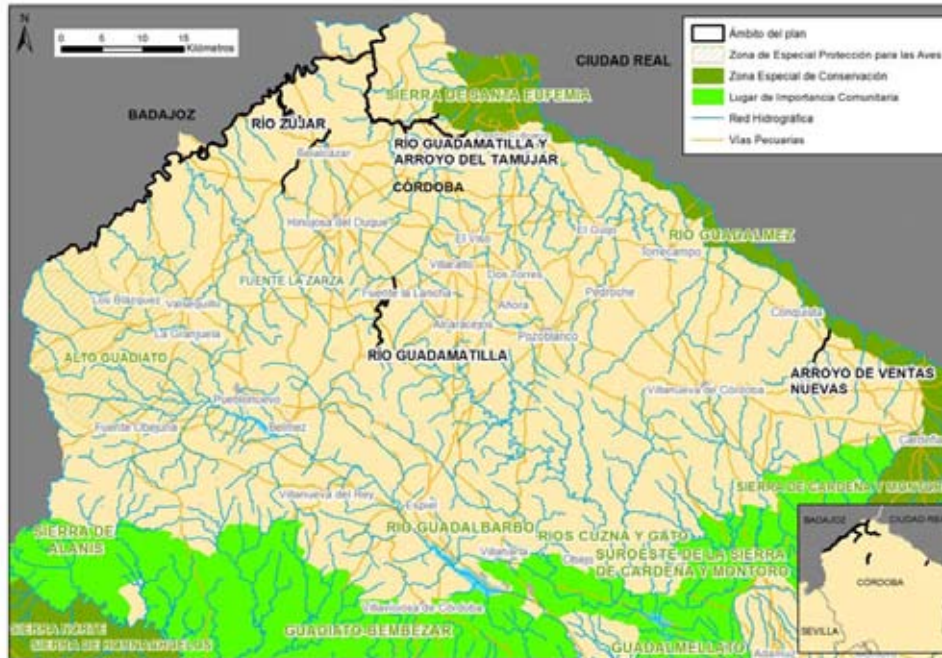 N
0 5 10 15
Kilómetros
Ámbito del plan
Zona de Especial Protección para las Aves
Zona Especial de Conservación
Lugar de Importancia Comunitaria
Red Hidrográfica
Vías Pecuarias
CIUDAD REAL
SIERRA DE SANTA EUFEMIA
BADAJOZ
RÍO ZÚJAR
RÍO GUADAMATILLA Y
ARROYO DEL TAMUJAR
Belalcázar
CÓRDOBA
Hinojosa del Duque
El Viso
El Guijo
RÍO GUADALMEZ
Torrecampo
Villaralto
Dos Torres
FUENTE LA ZARZA
Fuente la Lancha
Pedroche
Los Blázquez
Valsequillo
Añora
Conquista
La Granjuela
Alcaracejos
Pozoblanco
ALTO GUADIATO
RÍO GUADAMATILLA
ARROYO DE VENTAS
NUEVAS
Villanueva de Córdoba
Peñablonuevo
Fuente Obejuna
Belmez
Cardeña
SIERRA DE CARDEÑA Y MONTORO
Villanueva del Rey
Espiel
RÍO GUADALBARBO
SIERRA DE
ALANIS
RÍOS CUZNA Y GATO
Villaharta
Obejo
SUROESTE DE LA SIERRA
DE CARDEÑA Y MONTORO
Villaviciosa de Córdoba
SIERRA NORTE
SIERRA DE HORNACHUELOS
GUADIATO-BEMBÉZAR
GUADALMELLATO
Adamuz
BADAJOZ
CIUDAD REAL
CÓRDOBA
SEVILLA